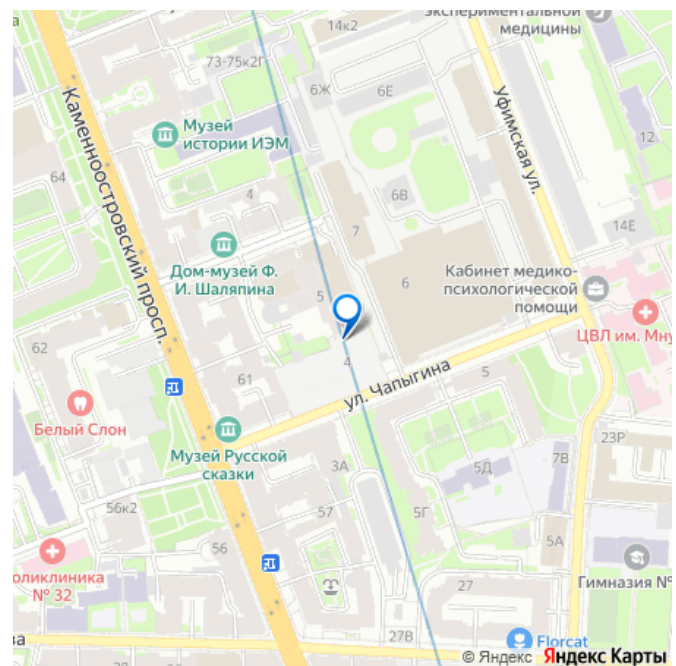 экспериментальной
медицины
14к2
73-75к2Г
6Ж
6Е
Музей
истории ИЭМ
Уфимская ул.
12
64
Каменноостровский просп.
4
6В
14Е
7
Дом-музей Ф.
И. Шаляпина
Кабинет медико-
психологической
помощи
5
6
ЦВЛ им. Мну
62
4
61
ул. Чапыгина
5
Белый Слон
Музей Русской
сказки
23Р
3А
5Д
7В
56к2
57
5Г
56
5А
оликлиника
№ 32
27
Гимназия №
ва
27В
Florcat
© Яндекс Яндекс Карты